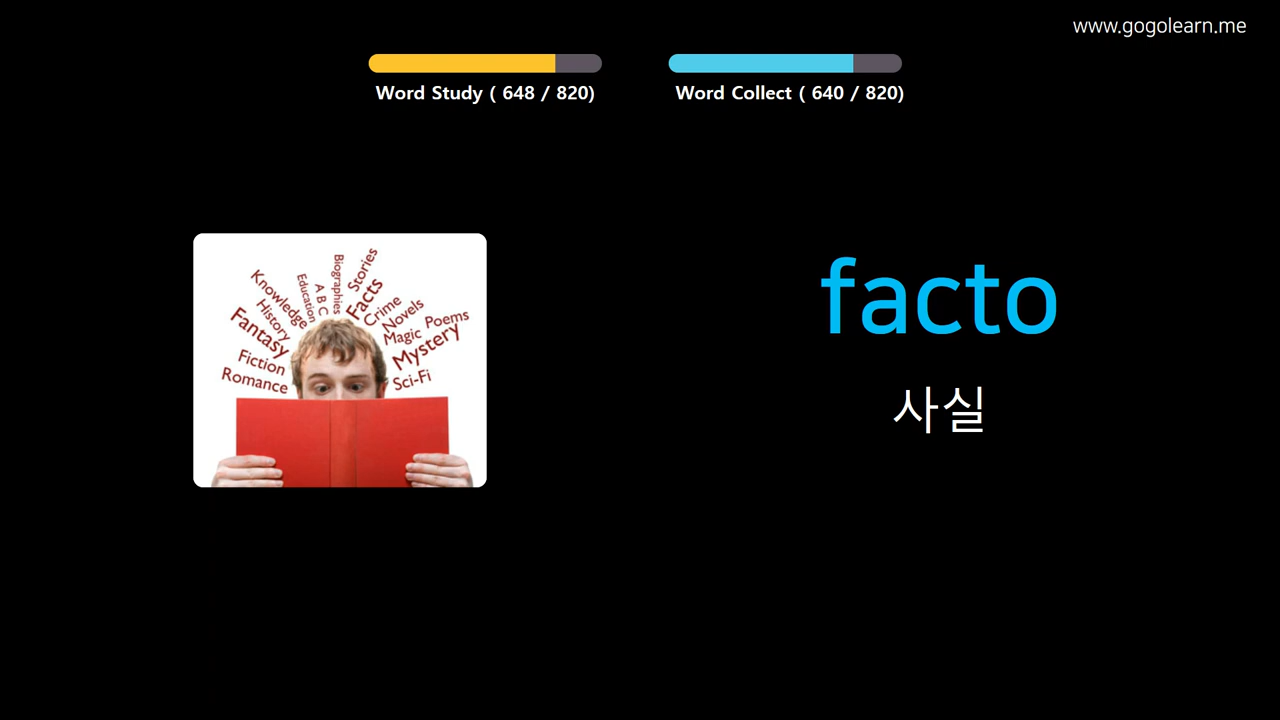 www.gogolearn.me
Word Study ( 648 / 820)
Word Collect ( 640 / 820)
Knowledge
History
Fantasy
Fiction
Romance
Education
A B C
Biographies
Stories
Facts
Crime
Novels
Magic
Poems
Mystery
Sci-Fi
facto
사실